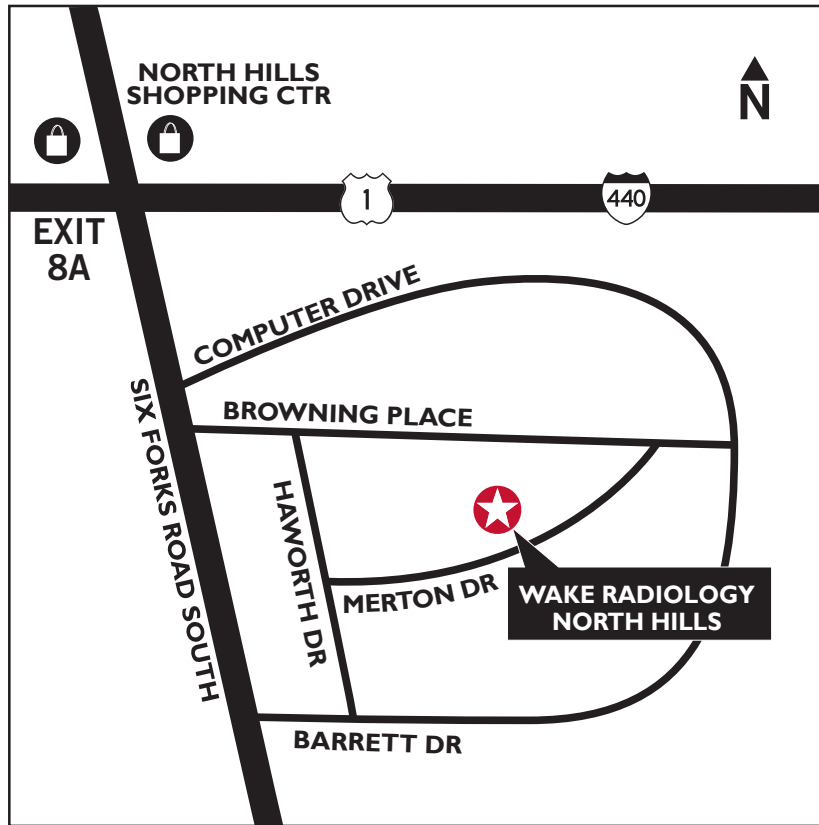 NORTH HILLS
SHOPPING CTR
N
1
440
EXIT
8A
COMPUTER DRIVE
BROWNING PLACE
SIX FORKS ROAD SOUTH
HAWORTH DR
MERTON DR
WAKE RADIOLOGY
NORTH HILLS
BARRETT DR